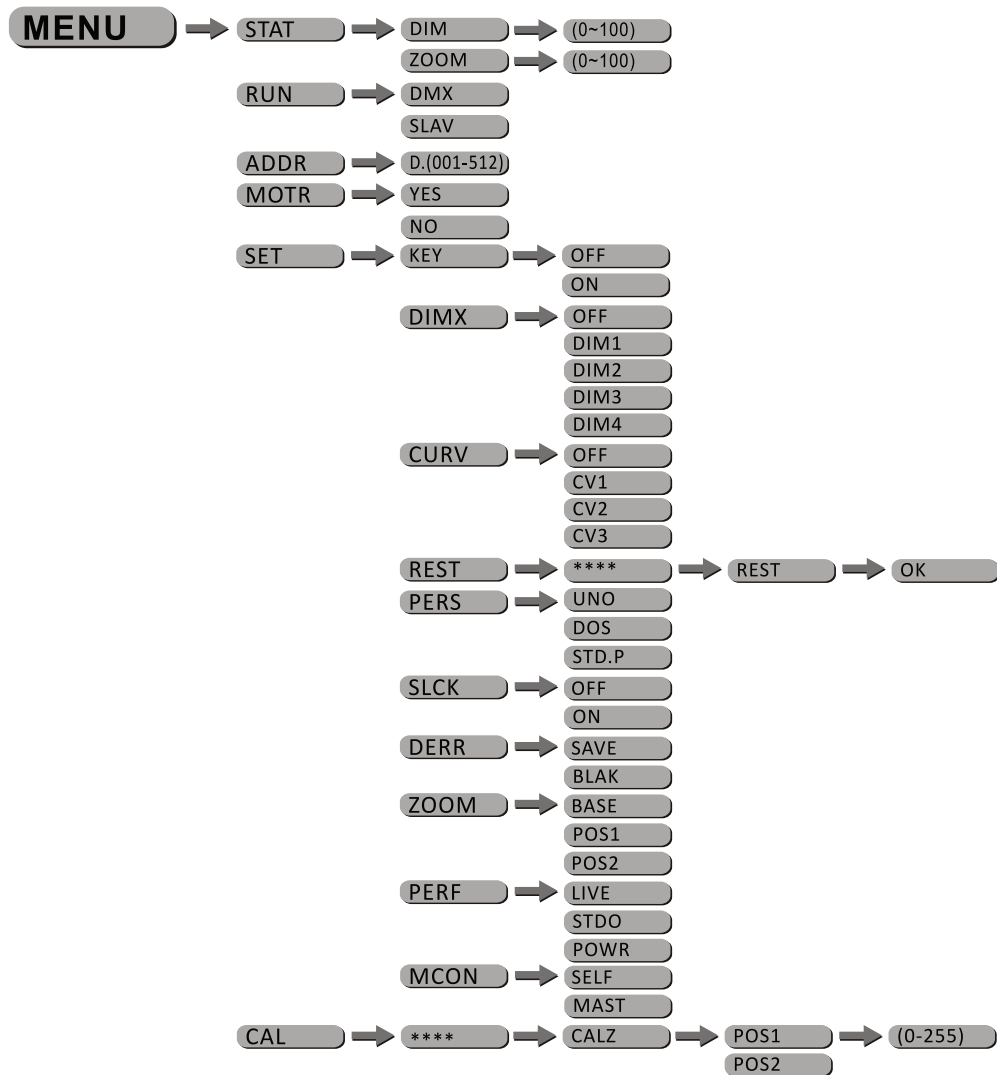 MENU STAT DIM (0~100)
ZOOM (0~100)
RUN DMX
SLAV
ADDR D.(001-512)
MOTR YES
NO
SET KEY OFF
ON
DIMX OFF
DIM1
DIM2
DIM3
DIM4
CURV OFF
CV1
CV2
CV3
REST **** REST OK
PERS UNO
DOS
STD.P
SLCK OFF
ON
DERR SAVE
BLAK
ZOOM BASE
POS1
POS2
PERF LIVE
STDO
POWR
MCON SELF
MAST
CAL **** CALZ POS1 (0-255)
POS2